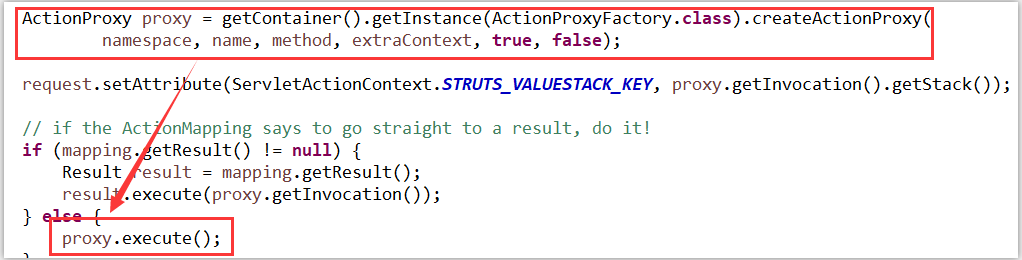 ActionProxy proxy = getContainer().getInstance(ActionProxyFactory.class).createActionProxy(
namespace, name, method, extraContext, true, false);
request.setAttribute(ServletActionContext.STRUTS_VALUESTACK_KEY, proxy.getInvocation().getStack());
// if the ActionMapping says to go straight to a result, do it!
if (mapping.getResult() != null) {
Result result = mapping.getResult();
result.execute(proxy.getInvocation());
} else {
proxy.execute();
}